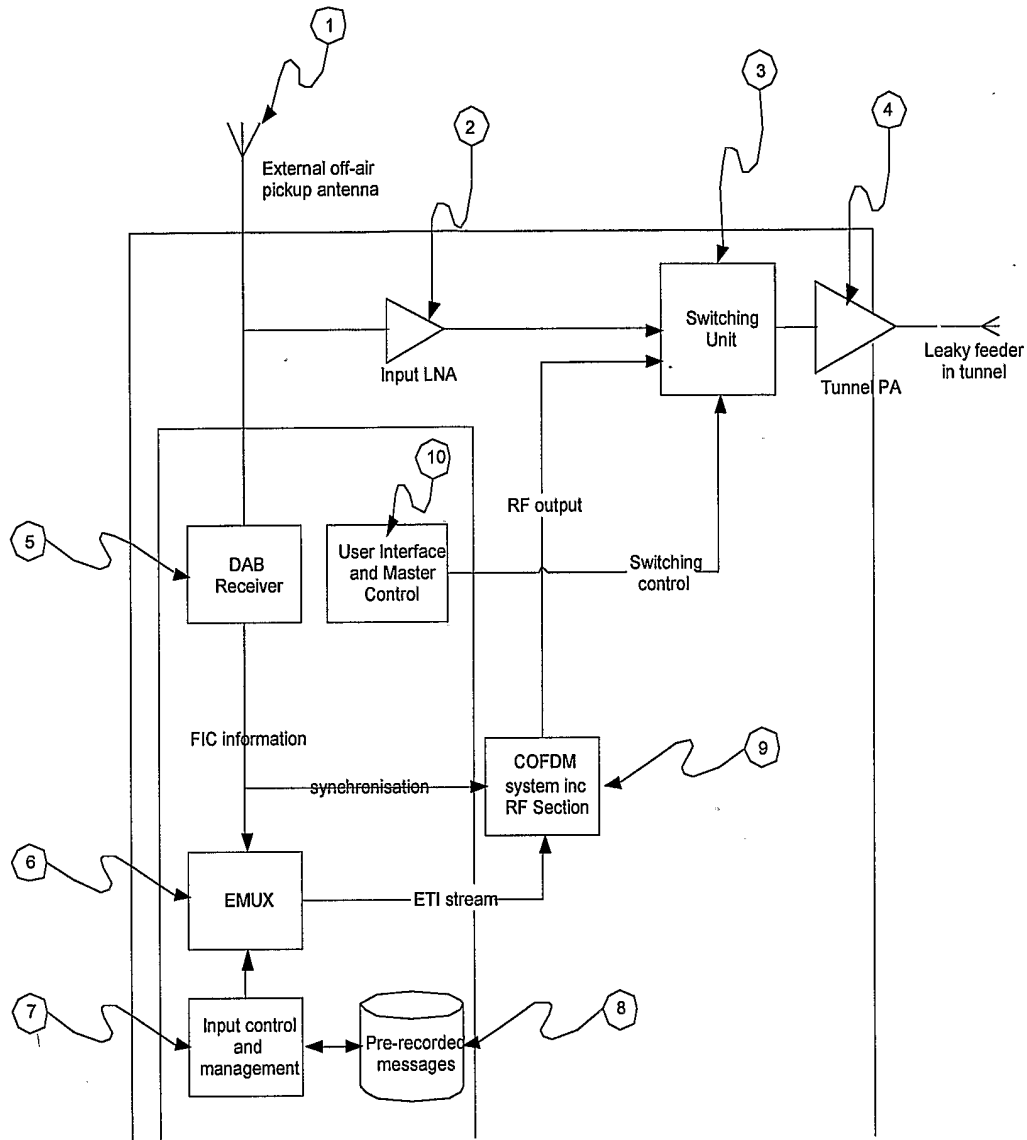 1
2
3
4
External off-air
pickup antenna
Input LNA
Switching
Unit
Tunnel PA
Leaky feeder
in tunnel
10
RF output
5
DAB
Receiver
User Interface
and Master
Control
Switching
control
FIC information
synchronisation
COFDM
system inc
RF Section
9
6
EMUX
ETI stream
7
Input control
and
management
Pre-recorded
messages
8